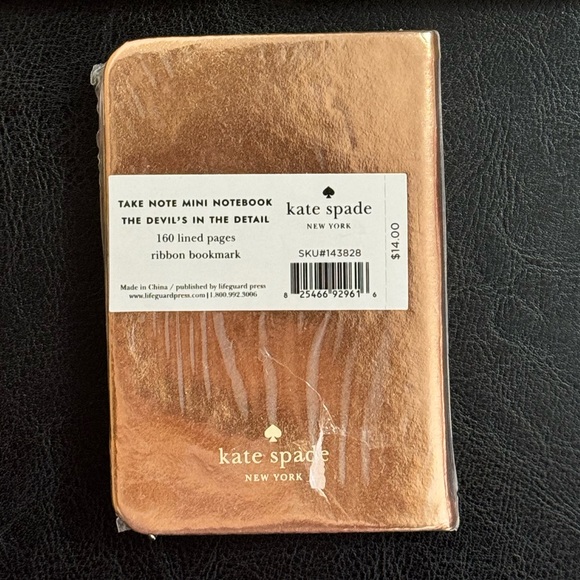 TAKE NOTE MINI NOTEBOOK
THE DEVIL'S IN THE DETAIL
160 lined pages
ribbon bookmark
Made in China / published by lifeguard press
www.lifeguardpress.com | 1.800.992.3006
kate spade
NEW YORK
SKU#143828
8 25466 92961 6
$14.00
kate spade
NEW YORK